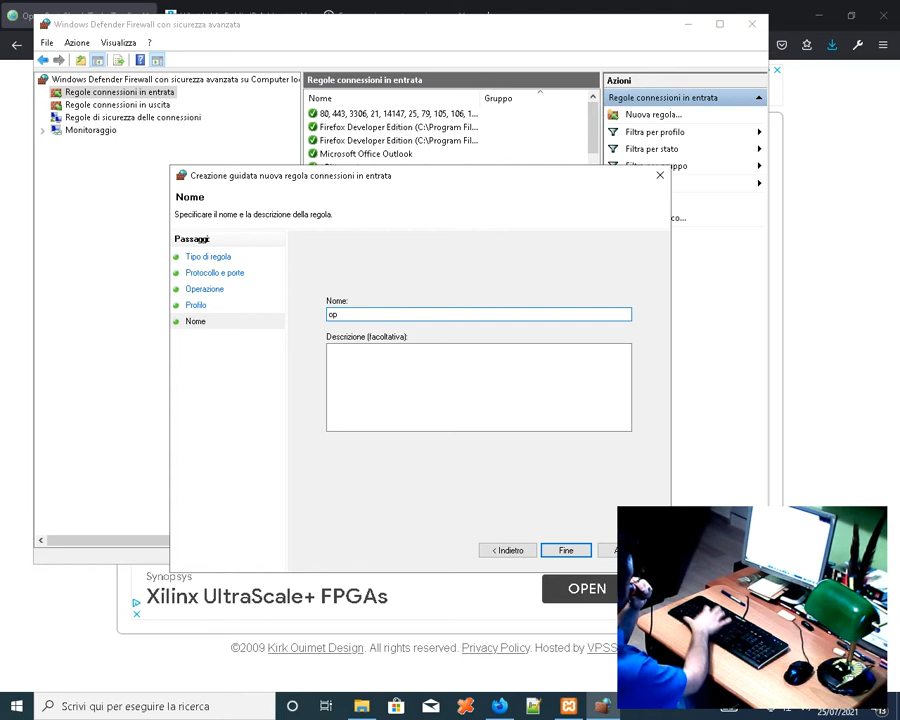 Windows Defender Firewall con sicurezza avanzata
File Azione Visualizza ?
Windows Defender Firewall con sicurezza avanzata su Computer lo
Regole connessioni in entrata
Regole connessioni in uscita
Regole di sicurezza delle connessioni
Monitoraggio
Regole connessioni in entrata
Nome Gruppo
80, 443, 3306, 21, 14147, 25, 79, 105, 106, 1...
Firefox Developer Edition (C:\Program Fil...
Firefox Developer Edition (C:\Program Fil...
Microsoft Office Outlook
Azioni
Regole connessioni in entrata
Nuova regola...
Filtra per profilo
Filtra per stato
Creazione guidata nuova regola connessioni in entrata
Nome
Specificare il nome e la descrizione della regola.
Passaggi:
Tipo di regola
Protocollo e porte
Operazione
Profilo
Nome
Nome:
op
Descrizione (facoltativa):
< Indietro Fine
Synopsys
Xilinx UltraScale+ FPGAs
OPEN
©2009 Kirk Ouimet Design. All rights reserved. Privacy Policy. Hosted by VPSS
Scrivi qui per eseguire la ricerca
25/07/2021